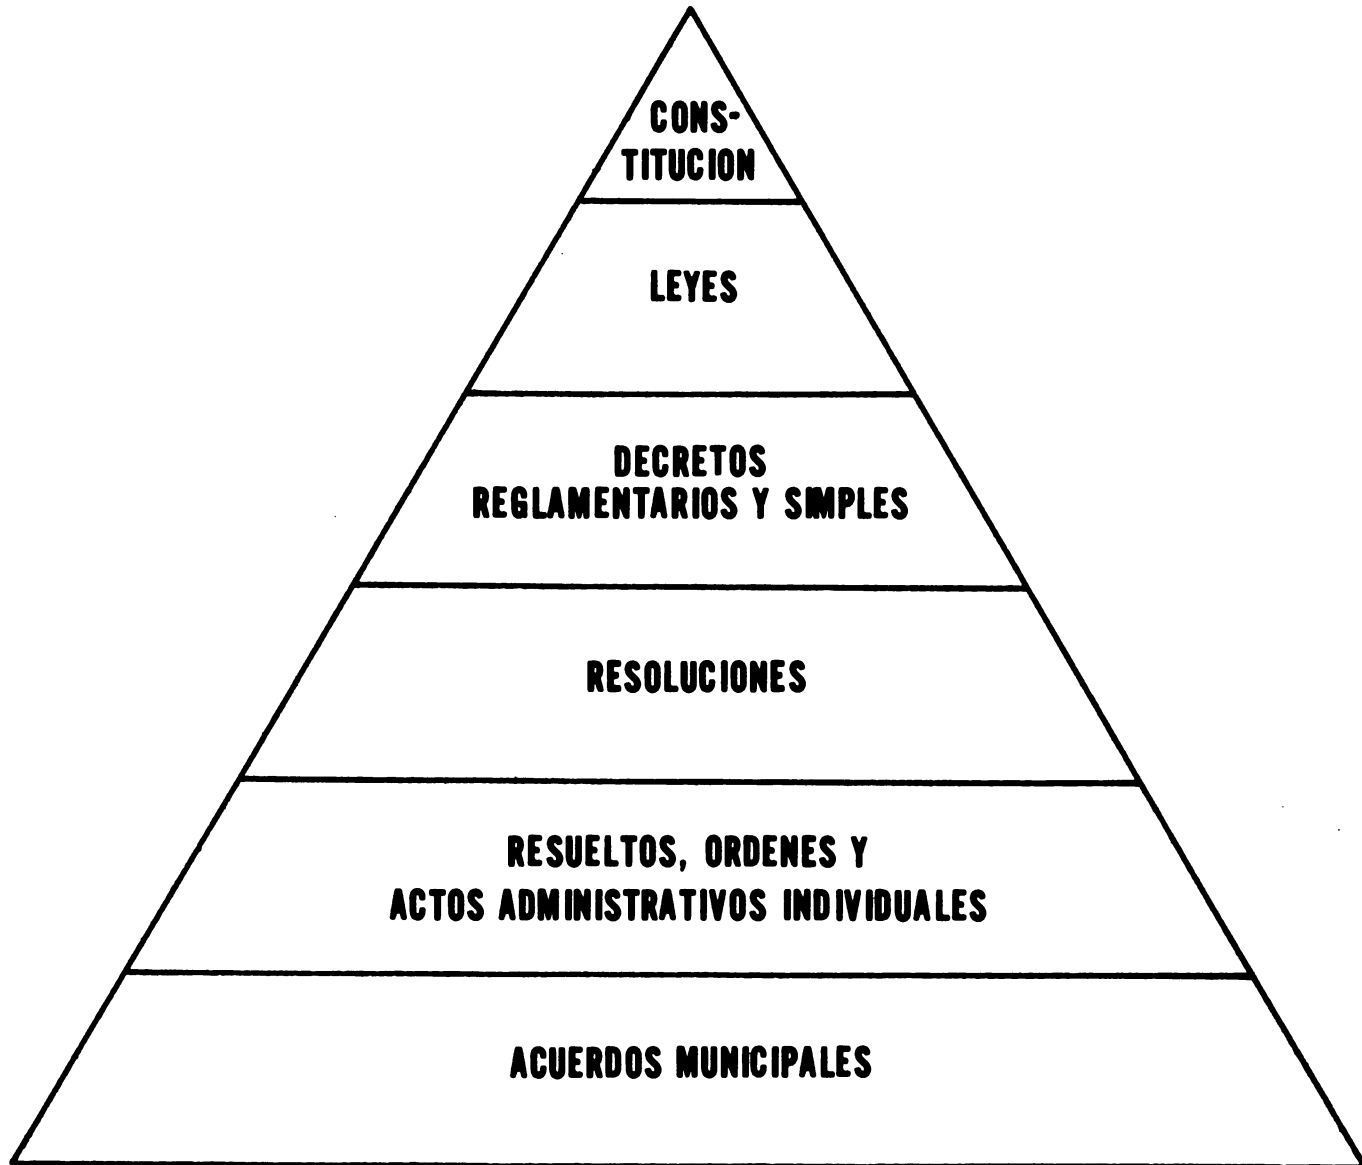 CONS-
TITUCION
LEYES
DECRETOS
REGLAMENTARIOS Y SIMPLES
RESOLUCIONES
RESUELTOS, ORDENES Y
ACTOS ADMINISTRATIVOS INDIVIDUALES
ACUERDOS MUNICIPALES